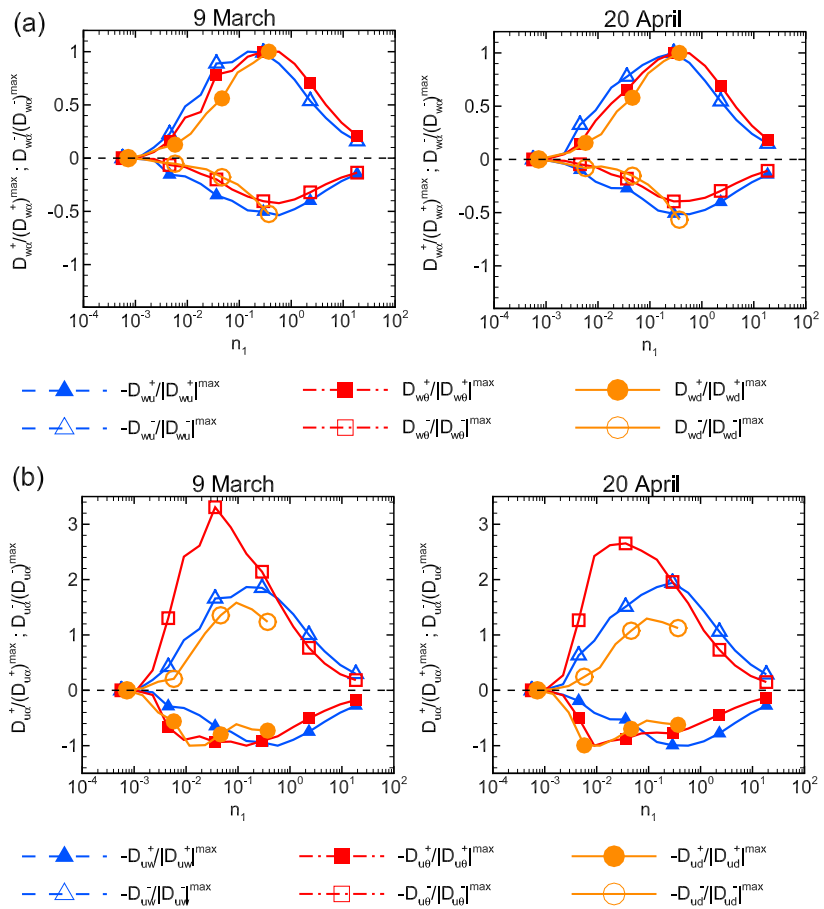 (a)
9 March
20 April
D_wα^+/(D_wα^+)^max ; D_wα^-/(D_wα^-)^max
1
0.5
0
-0.5
-1
10^-4 10^-3 10^-2 10^-1 10^0 10^1 10^2
n_1
D_wα^+/(D_wα^+)^max ; D_wα^-/(D_wα^-)^max
1
0.5
0
-0.5
-1
10^-4 10^-3 10^-2 10^-1 10^0 10^1 10^2
n_1
-D_wu^+/|D_wu^+|^max
D_wθ^+/|D_wθ^+|^max
D_wd^+/|D_wd^+|^max
-D_wu^-/|D_wu^-|^max
D_wθ^-/|D_wθ^-|^max
D_wd^-/|D_wd^-|^max
(b)
9 March
20 April
D_uα^+/(D_uα^+)^max ; D_uα^-/(D_uα^-)^max
3
2
1
0
-1
10^-4 10^-3 10^-2 10^-1 10^0 10^1 10^2
n_1
D_uα^+/(D_uα^+)^max ; D_uα^-/(D_uα^-)^max
3
2
1
0
-1
10^-4 10^-3 10^-2 10^-1 10^0 10^1 10^2
n_1
-D_uw^+/|D_uw^+|^max
-D_uθ^+/|D_uθ^+|^max
-D_ud^+/|D_ud^+|^max
-D_uw^-/|D_uw^-|^max
-D_uθ^-/|D_uθ^-|^max
-D_ud^-/|D_ud^-|^max